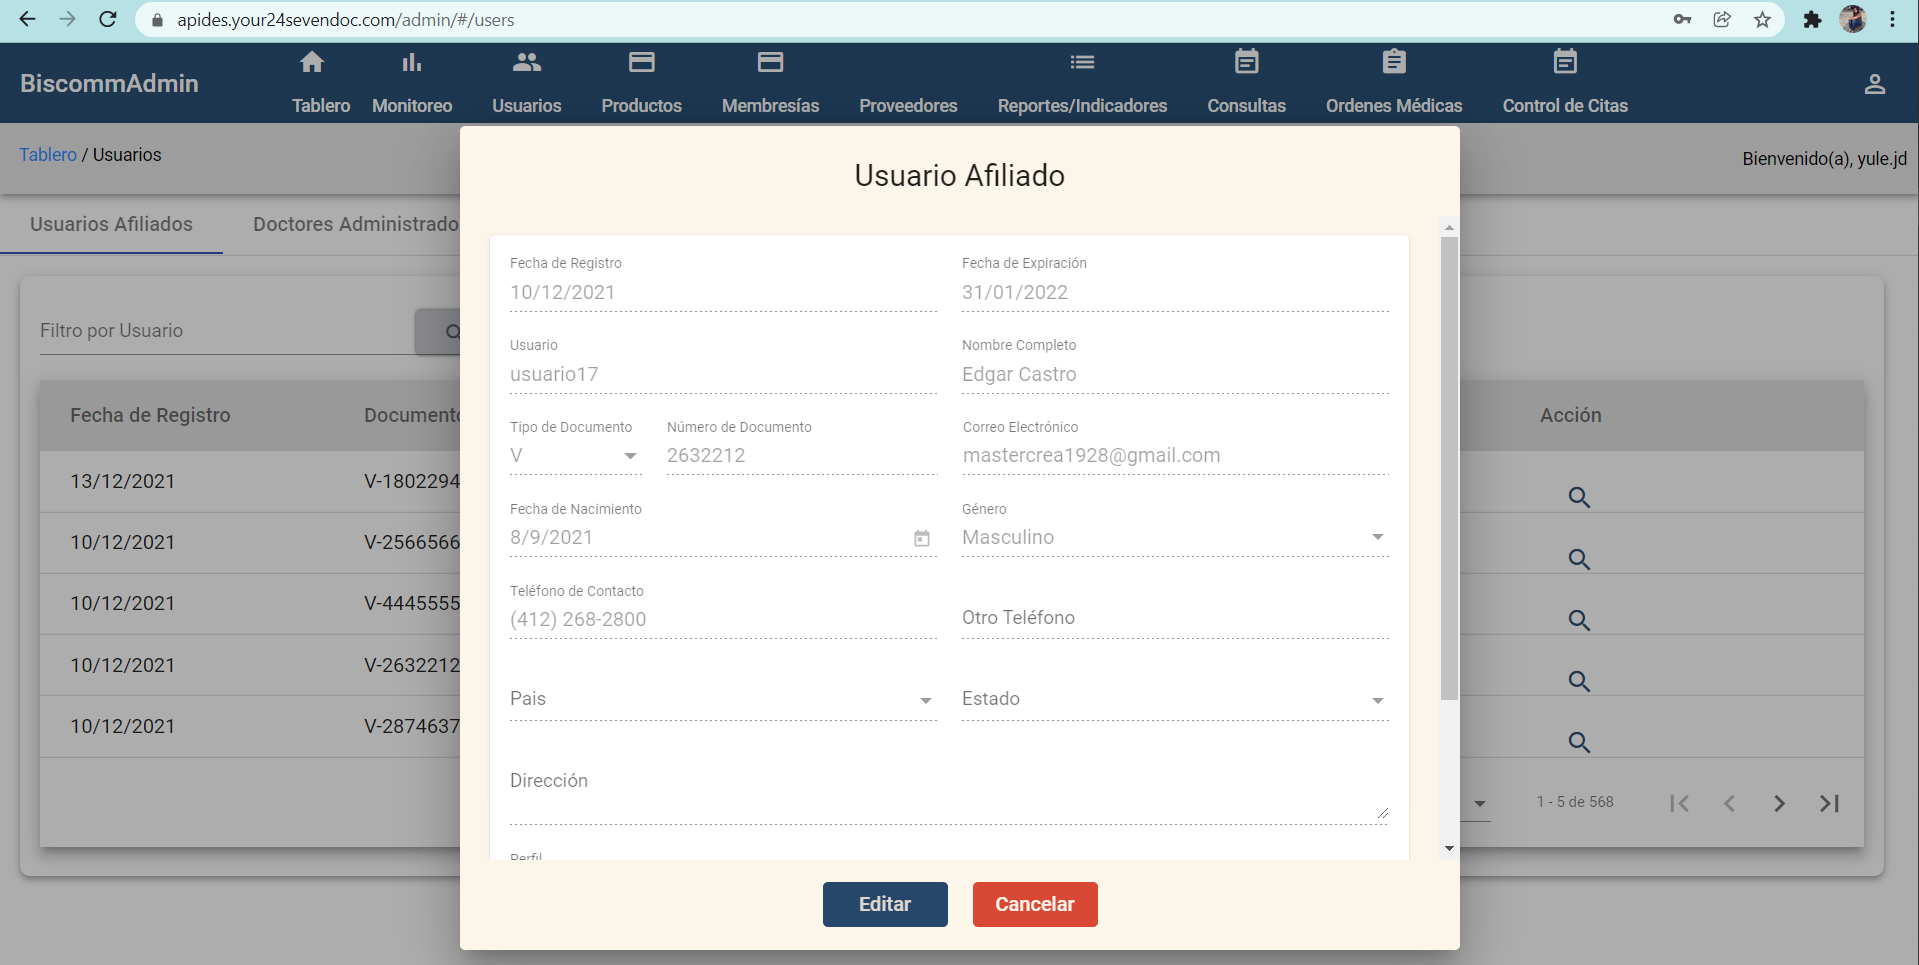 apides.your24sevendoc.com/admin/#/users
BiscommAdmin
Tablero Monitoreo Usuarios Productos Membresías Proveedores Reportes/Indicadores Consultas Ordenes Médicas Control de Citas
Tablero / Usuarios
Bienvenido(a), yule.jd
Usuarios Afiliados Doctores Administrado
Filtro por Usuario
Fecha de Registro Documento Acción
13/12/2021 V-1802294
10/12/2021 V-2566566
10/12/2021 V-4445555
10/12/2021 V-2632212
10/12/2021 V-2874637
1 - 5 de 568
Usuario Afiliado
Fecha de Registro Fecha de Expiración
10/12/2021 31/01/2022
Usuario Nombre Completo
usuario17 Edgar Castro
Tipo de Documento Número de Documento Correo Electrónico
V 2632212 mastercrea1928@gmail.com
Fecha de Nacimiento Género
8/9/2021 Masculino
Teléfono de Contacto
(412) 268-2800 Otro Teléfono
Pais Estado
Dirección
Perfil
Editar Cancelar